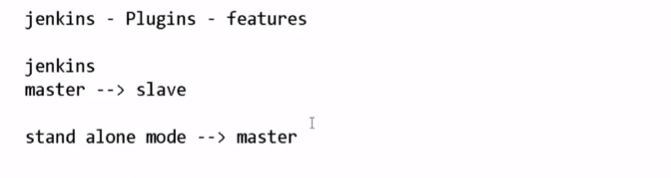 jenkins - Plugins - features
jenkins
master --> slave
stand alone mode --> master